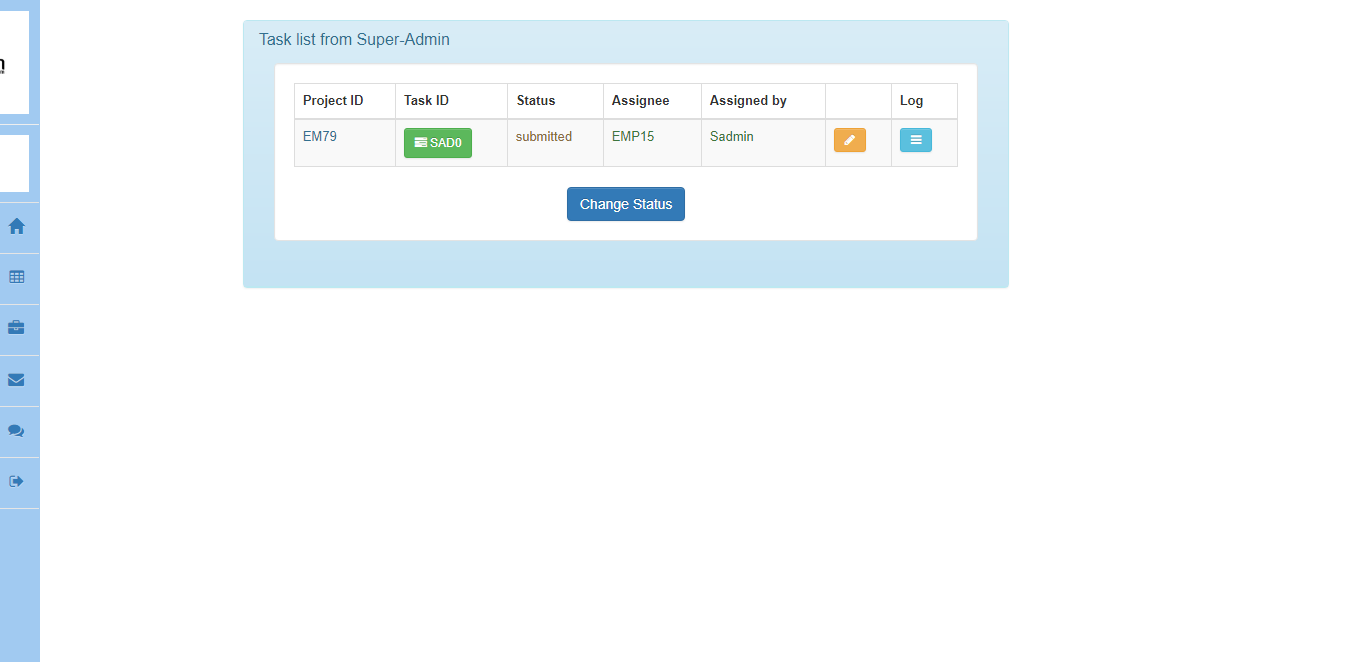 Task list from Super-Admin
Project ID Task ID Status Assignee Assigned by Log
EM79 SAD0 submitted EMP15 Sadmin
Change Status